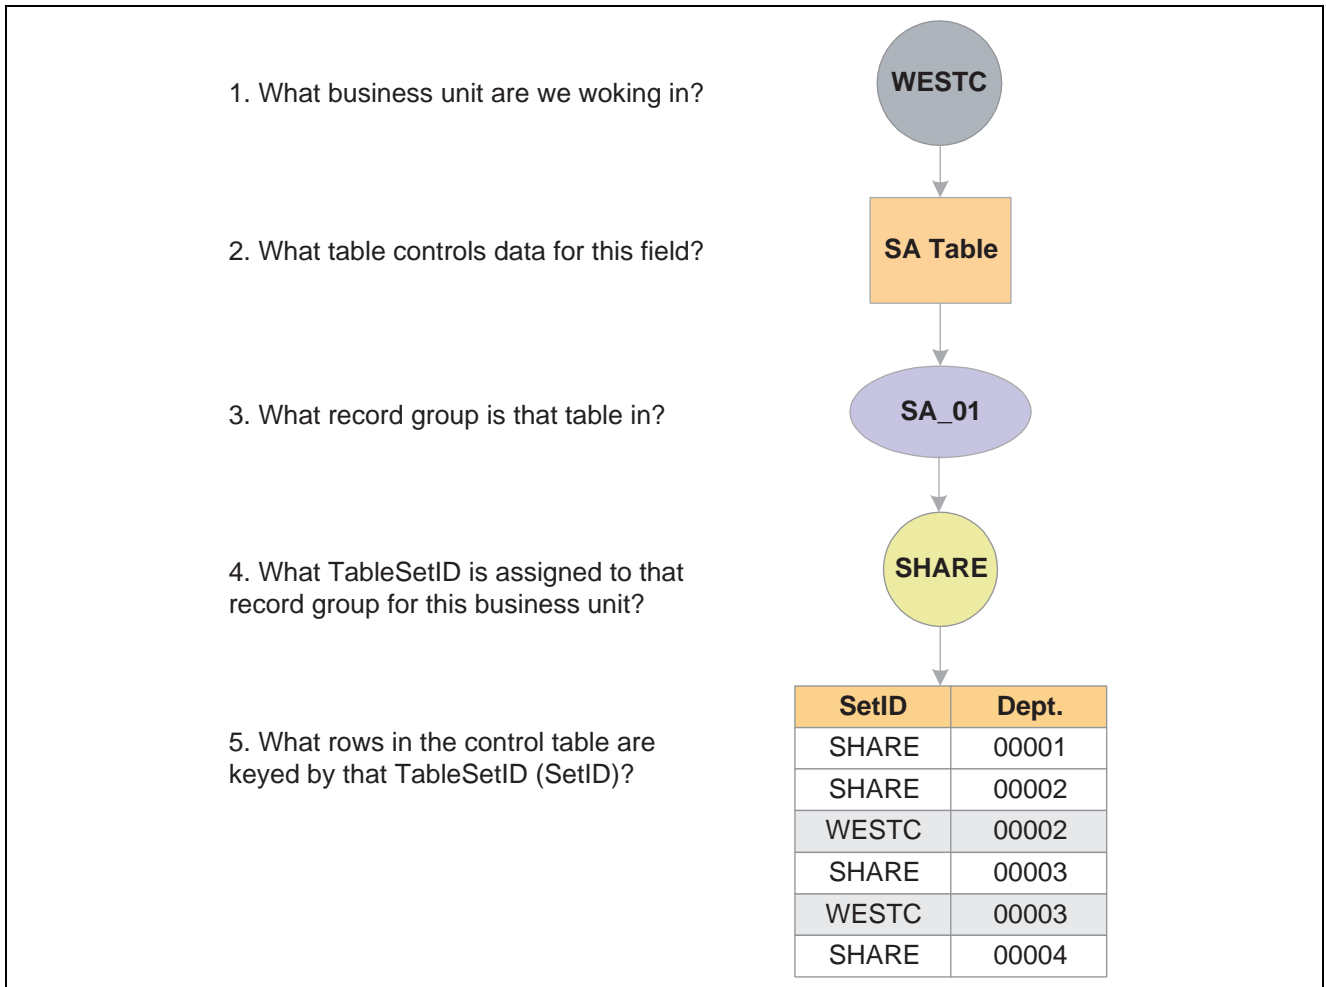 1. What business unit are we woking in?
WESTC
2. What table controls data for this field?
SA Table
3. What record group is that table in?
SA_01
4. What TableSetID is assigned to that
record group for this business unit?
SHARE
5. What rows in the control table are
keyed by that TableSetID (SetID)?
SetID Dept.
SHARE 00001
SHARE 00002
WESTC 00002
SHARE 00003
WESTC 00003
SHARE 00004